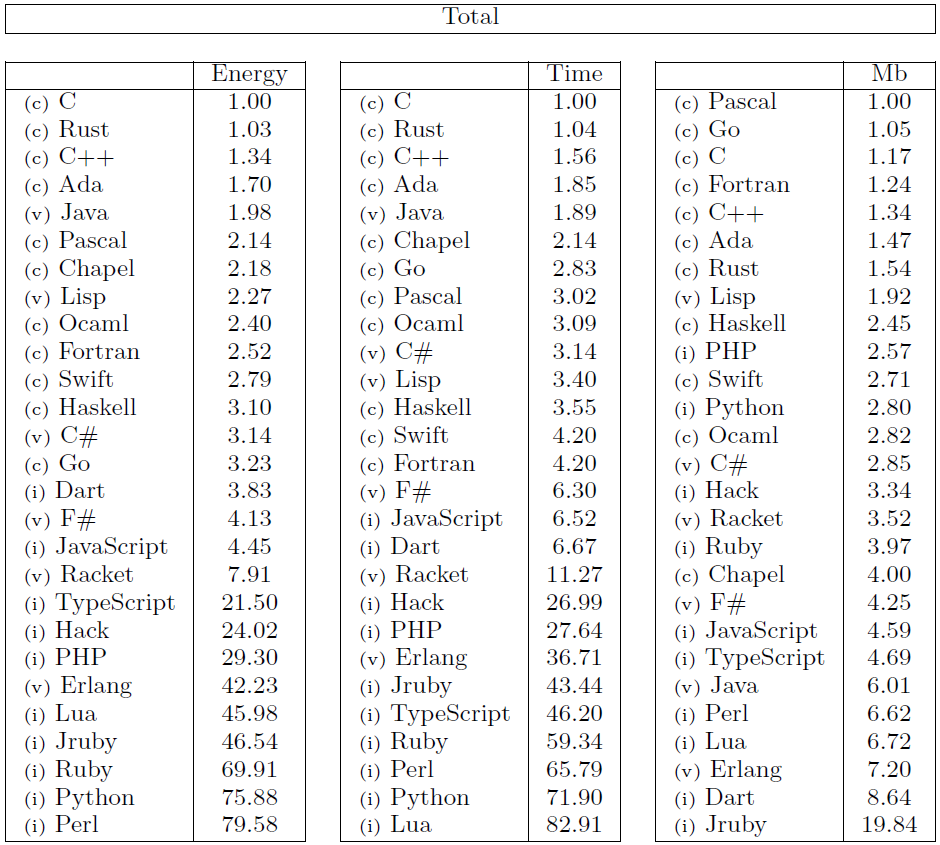 Total
Energy Time Mb
(c) C 1.00 (c) C 1.00 (c) Pascal 1.00
(c) Rust 1.03 (c) Rust 1.04 (c) Go 1.05
(c) C++ 1.34 (c) C++ 1.56 (c) C 1.17
(c) Ada 1.70 (c) Ada 1.85 (c) Fortran 1.24
(v) Java 1.98 (v) Java 1.89 (c) C++ 1.34
(c) Pascal 2.14 (c) Chapel 2.14 (c) Ada 1.47
(c) Chapel 2.18 (c) Go 2.83 (c) Rust 1.54
(v) Lisp 2.27 (c) Pascal 3.02 (v) Lisp 1.92
(c) Ocaml 2.40 (c) Ocaml 3.09 (c) Haskell 2.45
(c) Fortran 2.52 (v) C# 3.14 (i) PHP 2.57
(c) Swift 2.79 (v) Lisp 3.40 (c) Swift 2.71
(c) Haskell 3.10 (c) Haskell 3.55 (i) Python 2.80
(v) C# 3.14 (c) Swift 4.20 (c) Ocaml 2.82
(c) Go 3.23 (c) Fortran 4.20 (v) C# 2.85
(i) Dart 3.83 (v) F# 6.30 (i) Hack 3.34
(v) F# 4.13 (i) JavaScript 6.52 (v) Racket 3.52
(i) JavaScript 4.45 (i) Dart 6.67 (i) Ruby 3.97
(v) Racket 7.91 (v) Racket 11.27 (c) Chapel 4.00
(i) TypeScript 21.50 (i) Hack 26.99 (v) F# 4.25
(i) Hack 24.02 (i) PHP 27.64 (i) JavaScript 4.59
(i) PHP 29.30 (v) Erlang 36.71 (i) TypeScript 4.69
(v) Erlang 42.23 (i) Jruby 43.44 (v) Java 6.01
(i) Lua 45.98 (i) TypeScript 46.20 (i) Perl 6.62
(i) Jruby 46.54 (i) Ruby 59.34 (i) Lua 6.72
(i) Ruby 69.91 (i) Perl 65.79 (v) Erlang 7.20
(i) Python 75.88 (i) Python 71.90 (i) Dart 8.64
(i) Perl 79.58 (i) Lua 82.91 (i) Jruby 19.84